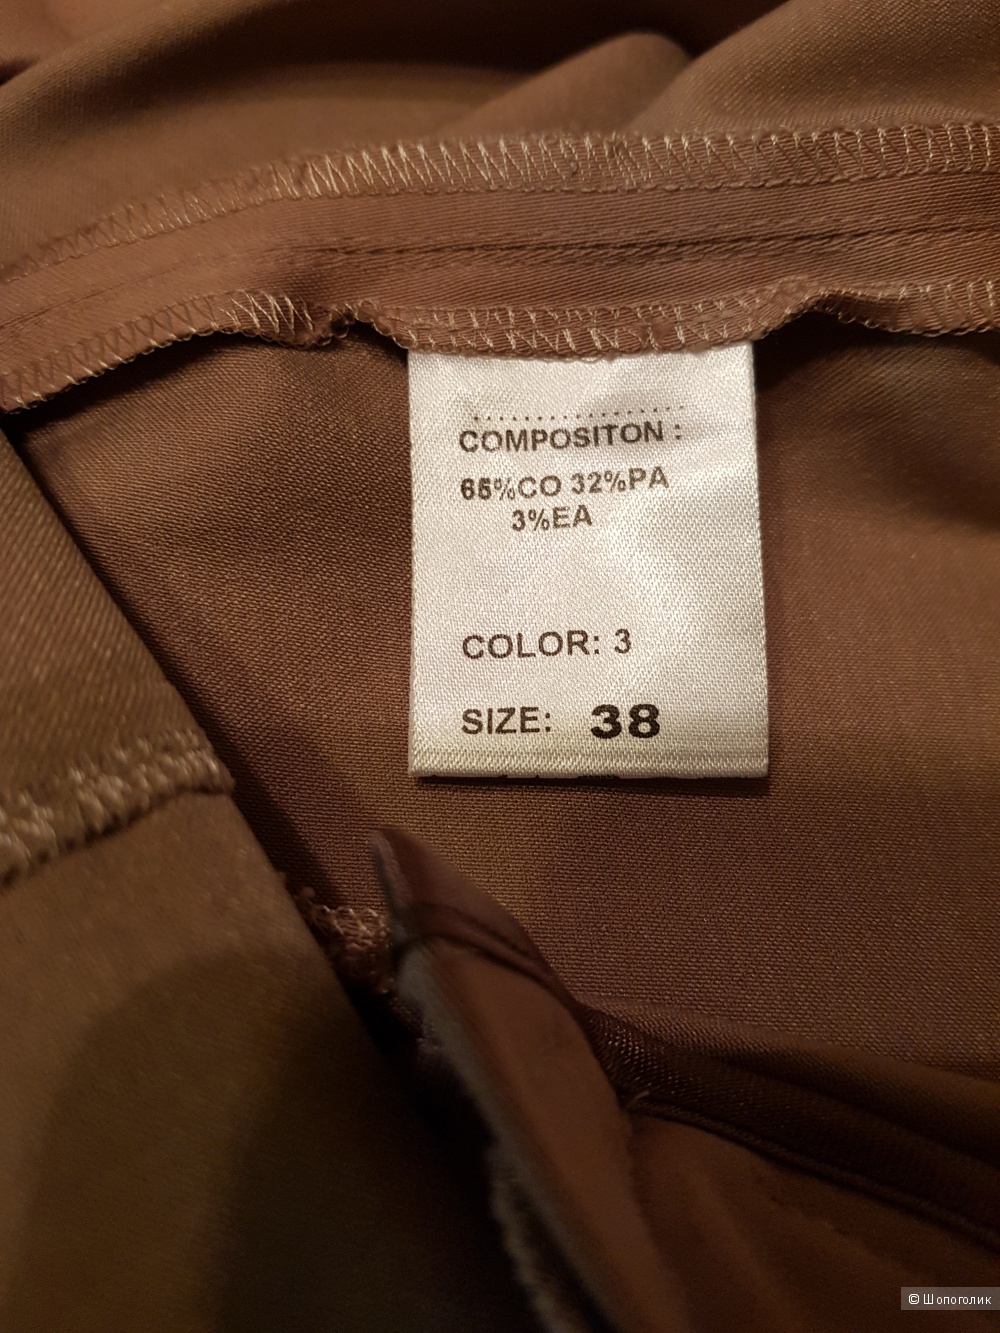 COMPOSITON :
65%CO 32%PA
3%EA
COLOR: 3
SIZE: 38
© Шопоголик